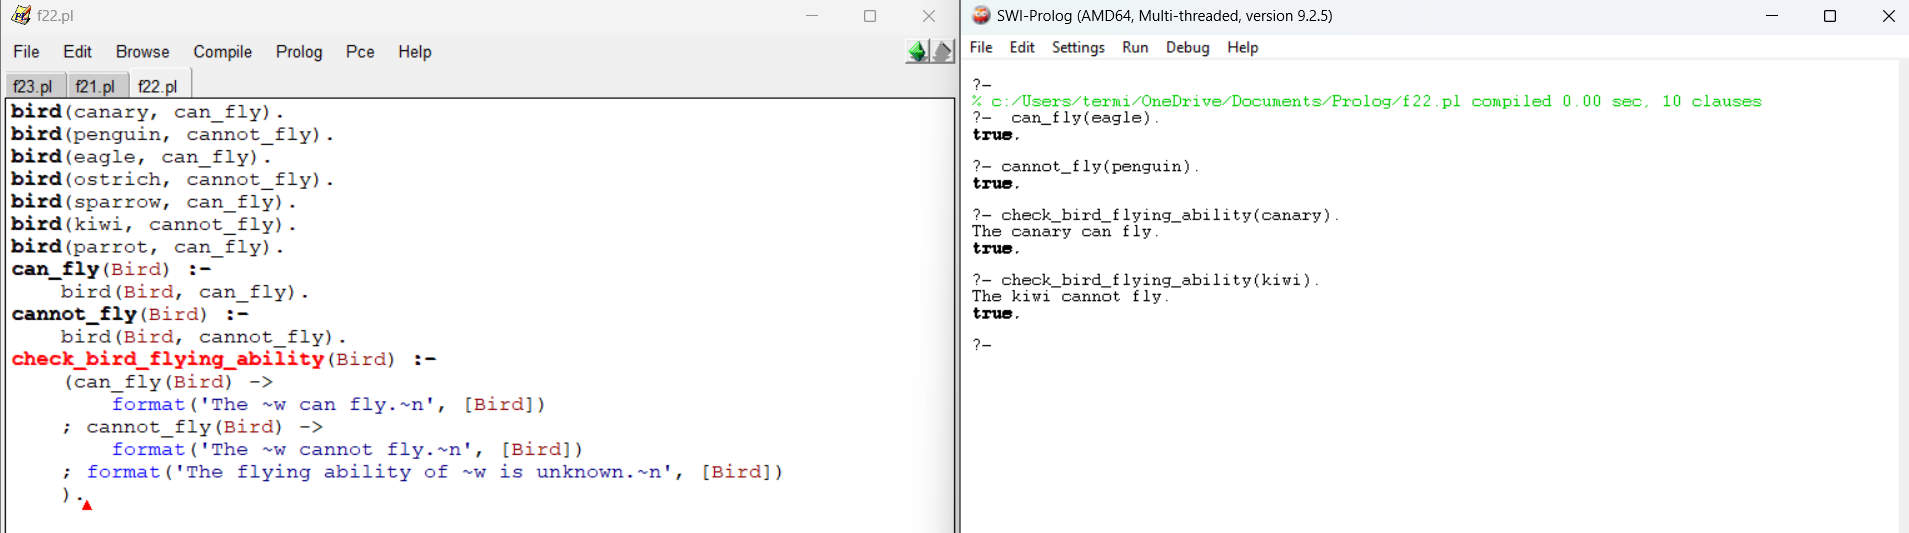 f22.pl
File Edit Browse Compile Prolog Pce Help
f23.pl f21.pl f22.pl
bird(canary, can_fly).
bird(penguin, cannot_fly).
bird(eagle, can_fly).
bird(ostrich, cannot_fly).
bird(sparrow, can_fly).
bird(kiwi, cannot_fly).
bird(parrot, can_fly).
can_fly(Bird) :-
    bird(Bird, can_fly).
cannot_fly(Bird) :-
    bird(Bird, cannot_fly).
check_bird_flying_ability(Bird) :-
    (can_fly(Bird) ->
        format('The ~w can fly.~n', [Bird])
    ; cannot_fly(Bird) ->
        format('The ~w cannot fly.~n', [Bird])
    ; format('The flying ability of ~w is unknown.~n', [Bird])
    ).
SWI-Prolog (AMD64, Multi-threaded, version 9.2.5)
File Edit Settings Run Debug Help
?-
% c:/Users/termi/OneDrive/Documents/Prolog/f22.pl compiled 0.00 sec, 10 clauses
?-  can_fly(eagle).
true.
?- cannot_fly(penguin).
true.
?- check_bird_flying_ability(canary).
The canary can fly.
true.
?- check_bird_flying_ability(kiwi).
The kiwi cannot fly.
true.
?-